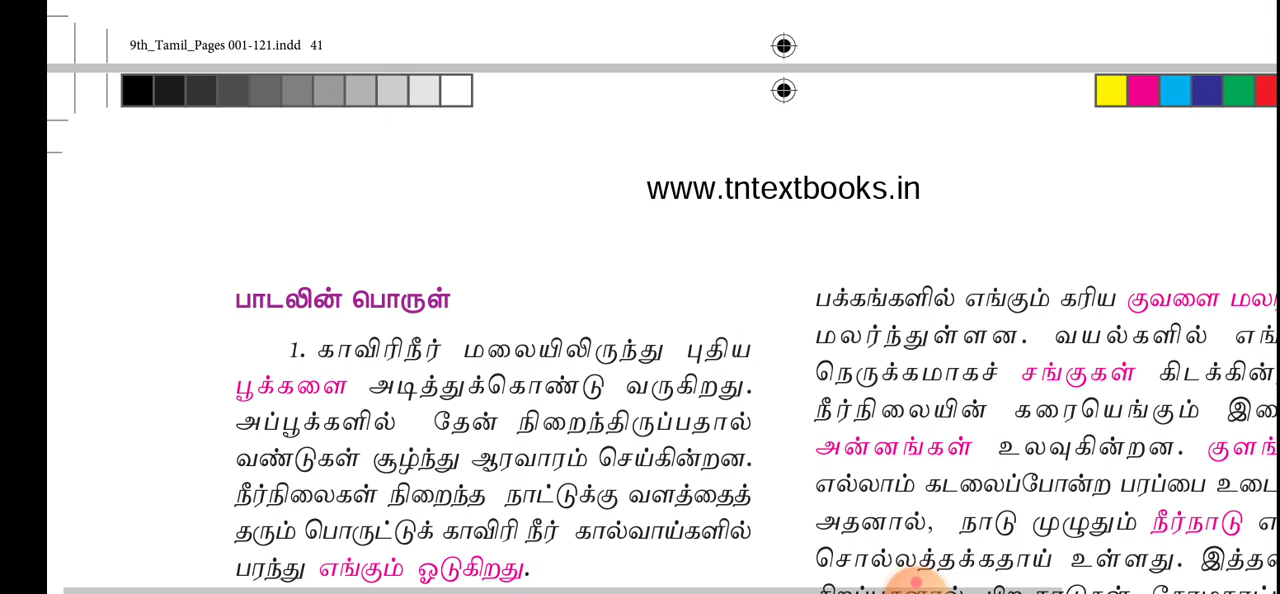 9th_Tamil_Pages 001-121.indd 41
www.tntextbooks.in
பாடலின் பொருள்
1. காவிரிநீர் மலையிலிருந்து புதிய
பூக்களை அடித்துக்கொண்டு வருகிறது.
அப்பூக்களில் தேன் நிறைந்திருப்பதால்
வண்டுகள் சூழ்ந்து ஆரவாரம் செய்கின்றன.
நீர்நிலைகள் நிறைந்த நாட்டுக்கு வளத்தைத்
தரும் பொருட்டுக் காவிரி நீர் கால்வாய்களில்
பரந்து எங்கும் ஓடுகிறது.
பக்கங்களில் எங்கும் கரிய குவளை
மலர்ந்துள்ளன. வயல்களில்
நெருக்கமாகச் சங்குகள்
நீர்நிலையின் கரையெங்கும்
அன்னங்கள் உலவுகின்றன.
எல்லாம் கடலைப்போன்ற பரப்பை
அதனால், நாடு முழுதும் நீர்நாடு
சொல்லத்தக்கதாய் உள்ளது.